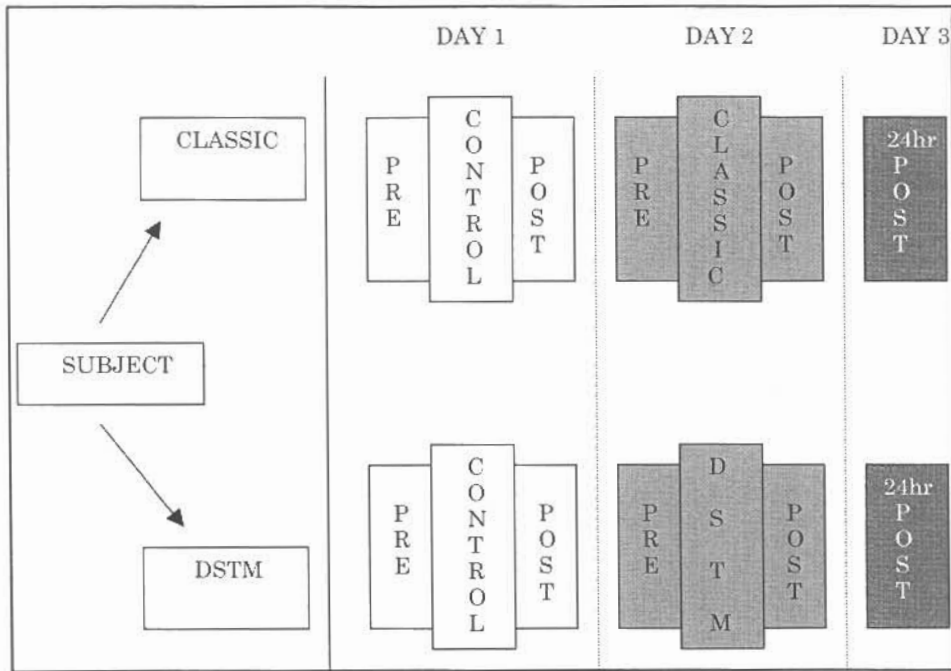 DAY 1
DAY 2
DAY 3
CLASSIC
PRE
CONTROL
POST
PRE
CLASSIC
POST
24hr
POST
SUBJECT
DSTM
PRE
CONTROL
POST
PRE
DSTM
POST
24hr
POST